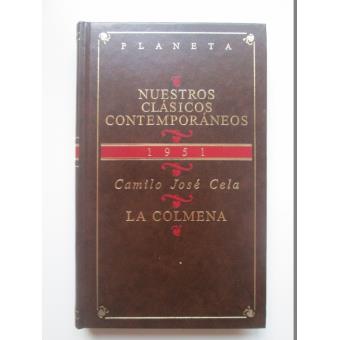 PLANETA
NUESTROS
CLÁSICOS
CONTEMPORÁNEOS
1951
Camilo José Cela
LA COLMENA